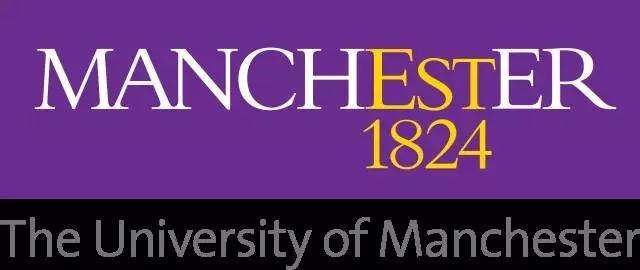 MANCHESTER
1824
The University of Manchester